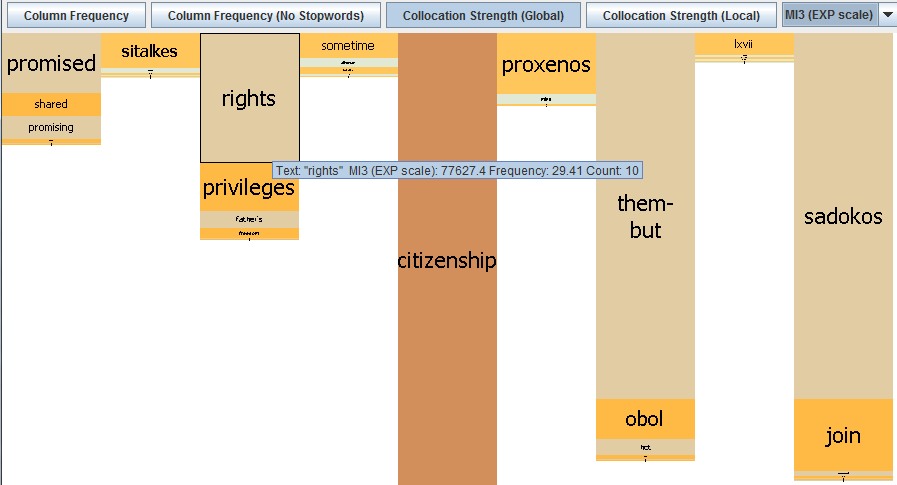 Column Frequency
Column Frequency (No Stopwords)
Collocation Strength (Global)
Collocation Strength (Local)
MI3 (EXP scale)
promised
shared
promising
sitalkes
rights
privileges
father's
freedom
sometime
citizenship
proxenos
them-
but
obol
hot
lxvii
sadokos
join
Text: "rights" MI3 (EXP scale): 77627.4 Frequency: 29.41 Count: 10